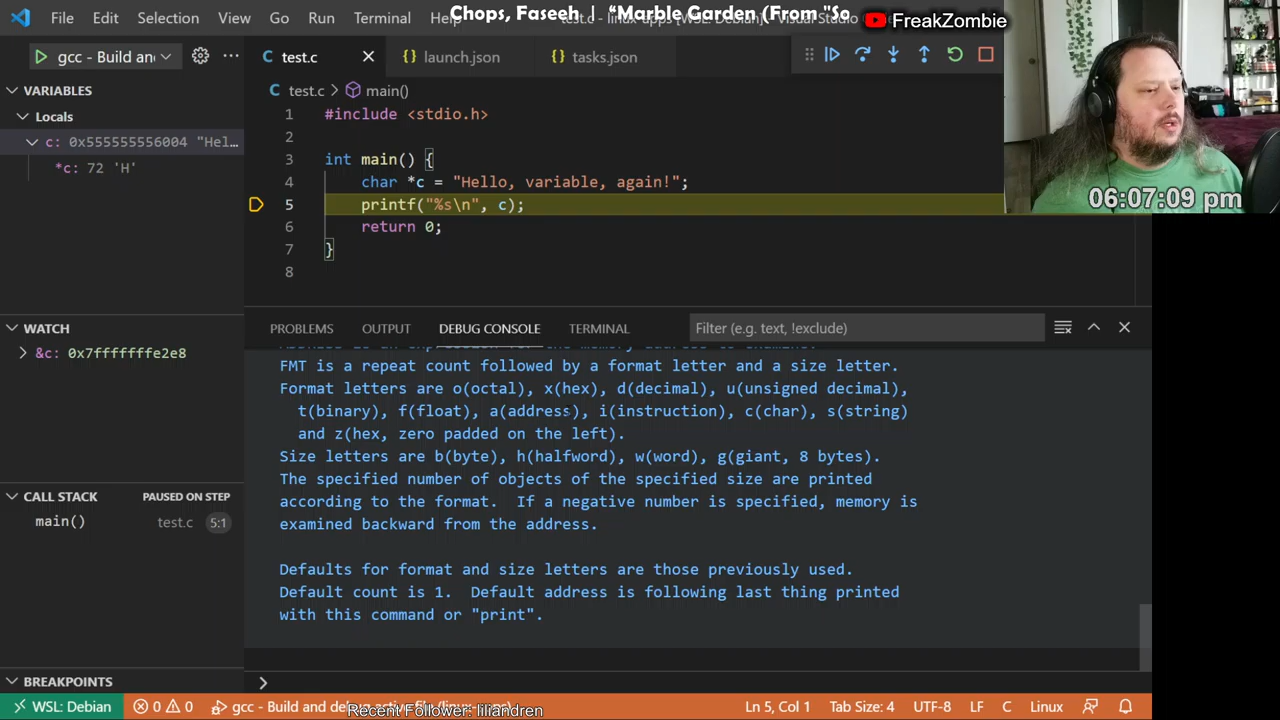 Chops, Faseeh | “Marble Garden (From "So
FreakZombie
File Edit Selection View Go Run Terminal
06:07:09 pm
gcc - Build an
test.c
launch.json
tasks.json
VARIABLES
Locals
c: 0x555555556004 "Hel…
*c: 72 'H'
test.c > main()
1 #include <stdio.h>
2
3 int main() {
4 char *c = "Hello, variable, again!";
5 printf("%s\n", c);
6 return 0;
7 }
8
WATCH
&c: 0x7fffffffe2e8
CALL STACK PAUSED ON STEP
main() test.c 5:1
BREAKPOINTS
PROBLEMS OUTPUT DEBUG CONSOLE TERMINAL Filter (e.g. text, !exclude)
FMT is a repeat count followed by a format letter and a size letter.
Format letters are o(octal), x(hex), d(decimal), u(unsigned decimal),
t(binary), f(float), a(address), i(instruction), c(char), s(string)
and z(hex, zero padded on the left).
Size letters are b(byte), h(halfword), w(word), g(giant, 8 bytes).
The specified number of objects of the specified size are printed
according to the format. If a negative number is specified, memory is
examined backward from the address.
Defaults for format and size letters are those previously used.
Default count is 1. Default address is following last thing printed
with this command or "print".
>
WSL: Debian 0 0 gcc - Build and
Recent Follower: liliandren
Ln 5, Col 1 Tab Size: 4 UTF-8 LF C Linux